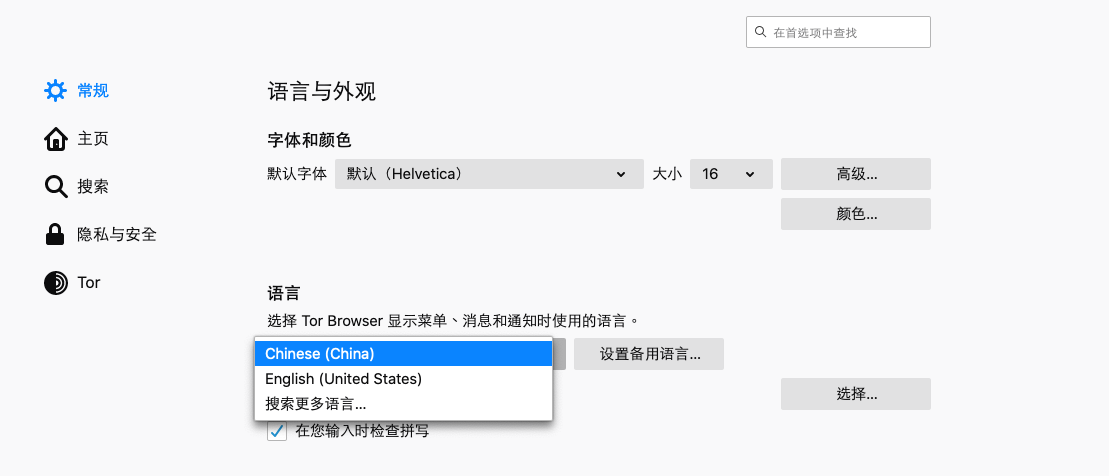 在首选项中查找
常规
主页
搜索
隐私与安全
Tor
语言与外观
字体和颜色
默认字体 默认（Helvetica） 大小 16 高级...
颜色...
语言
选择 Tor Browser 显示菜单、消息和通知时使用的语言。
Chinese (China) 设置备用语言...
English (United States)
搜索更多语言...
选择...
在您输入时检查拼写